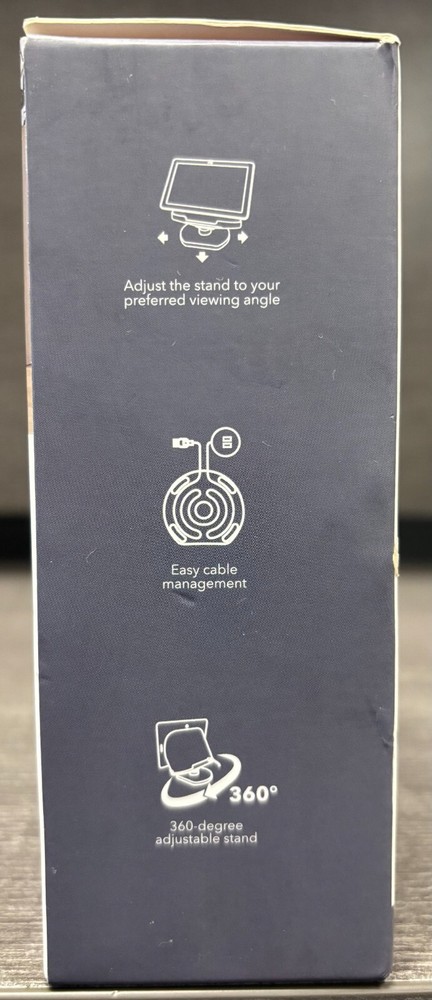 Adjust the stand to your
preferred viewing angle
Easy cable
management
360°
360-degree
adjustable stand